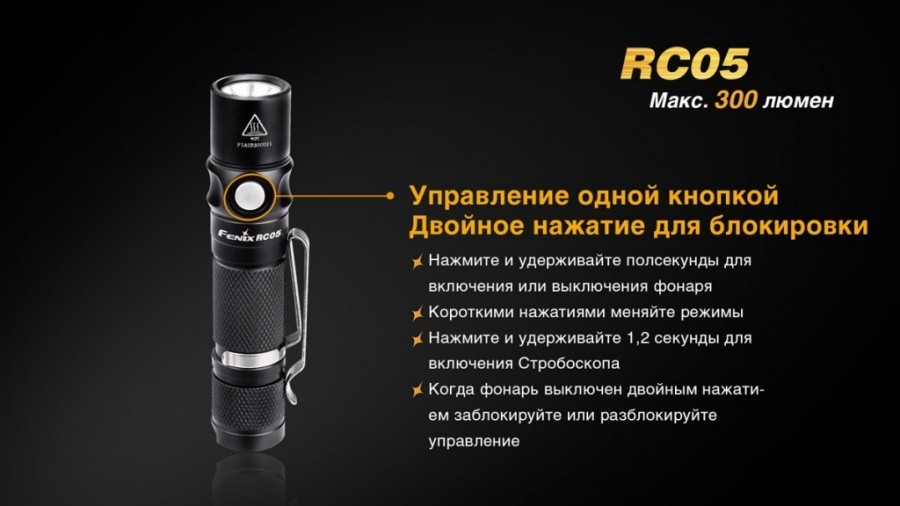 RC05
Макс. 300 люмен
HOT
FENIX RC05
Управление одной кнопкой
Двойное нажатие для блокировки
Нажмите и удерживайте полсекунды для
включения или выключения фонаря
Короткими нажатиями меняйте режимы
Нажмите и удерживайте 1,2 секунды для
включения Стробоскопа
Когда фонарь выключен двойным нажати-
ем заблокируйте или разблокируйте
управление